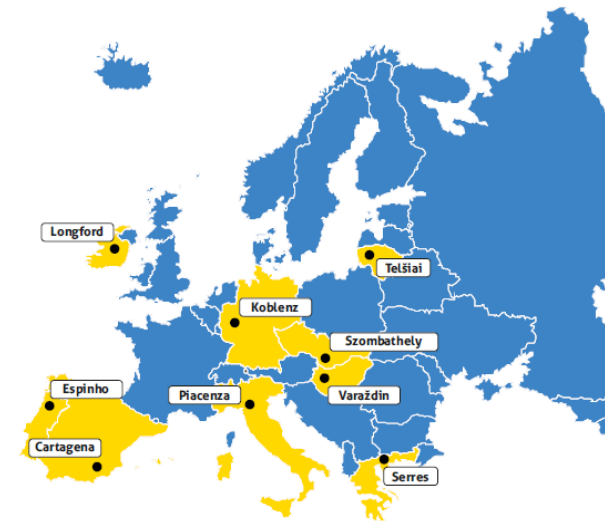 Longford
Telšiai
Koblenz
Szombathely
Espinho
Piacenza
Varaždin
Cartagena
Serres